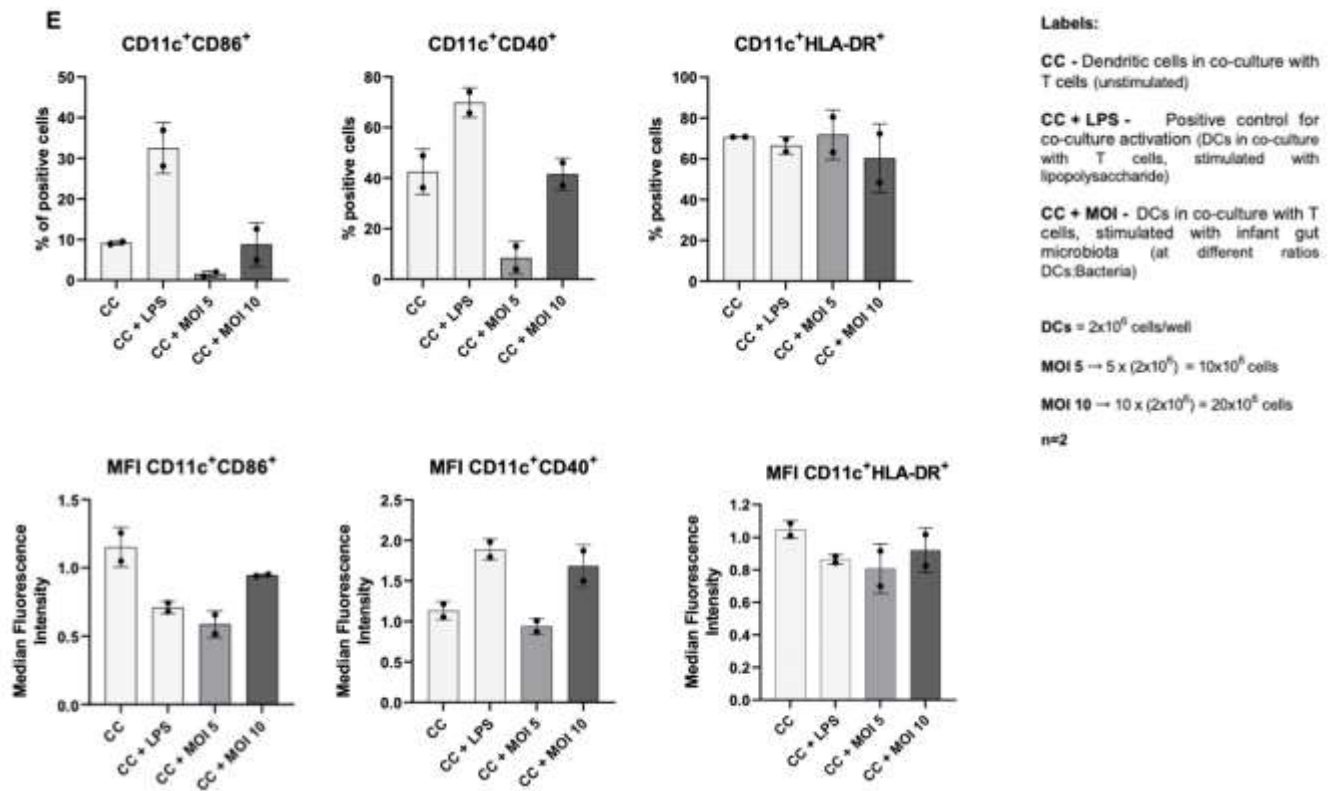 E
CD11c+CD86+
% of positive cells
50
40
30
20
10
0
CC
CC + LPS
CC + MOI 5
CC + MOI 10
CD11c+CD40+
% positive cells
80
60
40
20
0
CC
CC + LPS
CC + MOI 5
CC + MOI 10
CD11c+HLA-DR+
% positive cells
100
80
60
40
20
0
CC
CC + LPS
CC + MOI 5
CC + MOI 10
Labels:
CC - Dendritic cells in co-culture with
T cells (unstimulated)
CC + LPS - Positive control for
co-culture activation (DCs in co-culture
with T cells, stimulated with
lipopolysaccharide)
CC + MOI - DCs in co-culture with T
cells, stimulated with infant gut
microbiota (at different ratios
DCs:Bacteria)
DCs = 2x10⁶ cells/well
MOI 5 → 5 x (2x10⁶) = 10x10⁶ cells
MOI 10 → 10 x (2x10⁶) = 20x10⁶ cells
n=2
MFI CD11c+CD86+
Median Fluorescence
Intensity
1.5
1.0
0.5
0.0
CC
CC + LPS
CC + MOI 5
CC + MOI 10
MFI CD11c+CD40+
Median Fluorescence
Intensity
2.5
2.0
1.5
1.0
0.5
0.0
CC
CC + LPS
CC + MOI 5
CC + MOI 10
MFI CD11c+HLA-DR+
Median Fluorescence
Intensity
1.2
1.0
0.8
0.6
0.4
0.2
0.0
CC
CC + LPS
CC + MOI 5
CC + MOI 10